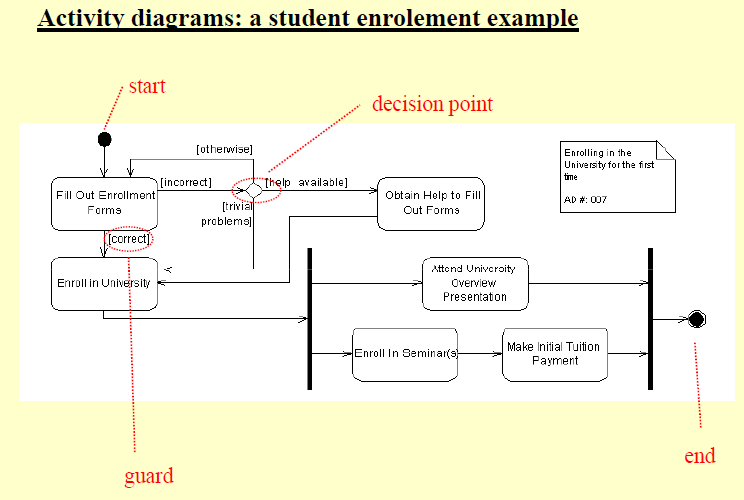 Activity diagrams: a student enrolement example
start
decision point
[otherwise]
Enrolling in the
University for the first
time
AD #: 007
[incorrect]
[help available]
Fill Out Enrollment
Forms
Obtain Help to Fill
Out Forms
[trivial
problems]
[correct]
Enroll in University
Attend University
Overview
Presentation
Enroll In Seminar(s)
Make Initial Tuition
Payment
end
guard